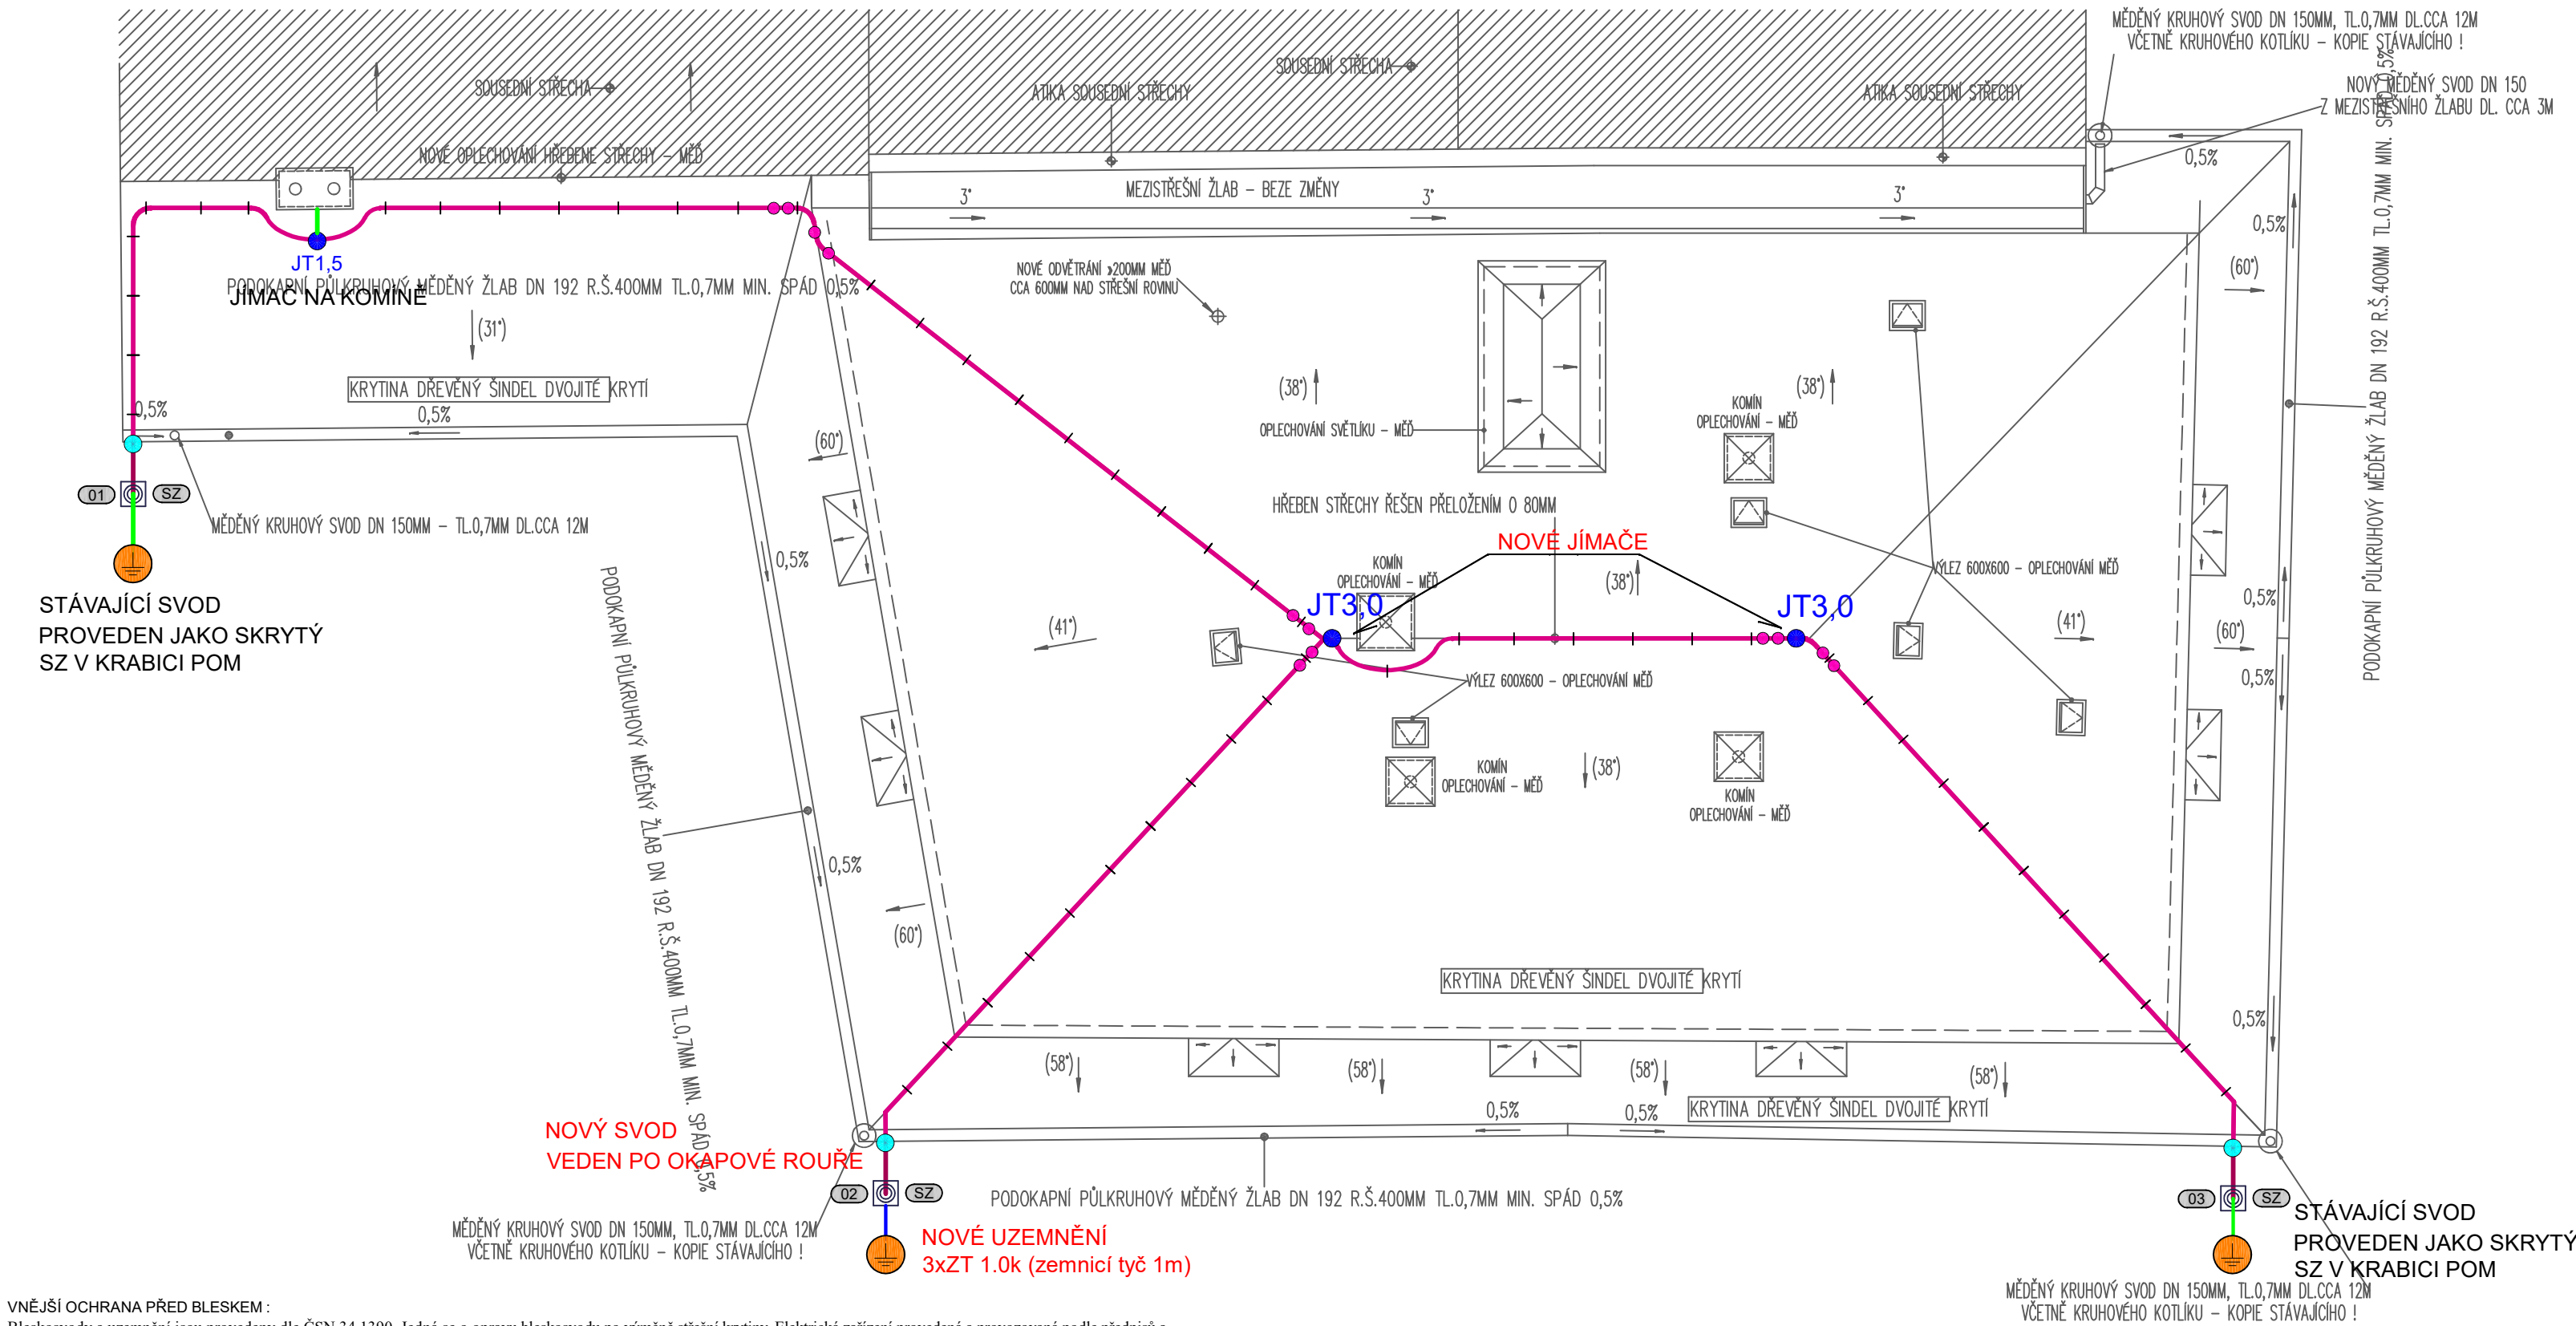 MĚDĚNÝ KRUHOVÝ SVOD DN 150MM, TL.0,7MM DL.CCA 12M
VČETNĚ KRUHOVÉHO KOTLÍKU – KOPIE STÁVAJÍCÍHO !
NOVÝ MĚDĚNÝ SVOD DN 150
Z MEZISTŘEŠNÍHO ŽLABU DL. CCA 3M
SOUSEDNÍ STŘECHA
SOUSEDNÍ STŘECHA
ATIKA SOUSEDNÍ STŘECHY
ATIKA SOUSEDNÍ STŘECHY
NOVÉ OPLECHOVÁNÍ HŘEBENE STŘECHY – MĚĎ
MEZISTŘEŠNÍ ŽLAB – BEZE ZMĚNY
3°
3°
3°
0,5%
0,5%
(60°)
JT1,5
PODOKAPNÍ PŮLKRUHOVÝ MĚDĚNÝ ŽLAB DN 192 R.Š.400MM TL.0,7MM MIN. SPÁD 0,5%
JÍMAČ NA KOMÍNĚ
(31°)
NOVÉ ODVĚTRÁNÍ ⌀200MM MĚĎ
CCA 600MM NAD STŘEŠNÍ ROVINU
KRYTINA DŘEVĚNÝ ŠINDEL DVOJITÉ KRYTÍ
0,5%
0,5%
(60°)
(38°)
(38°)
OPLECHOVÁNÍ SVĚTLÍKU – MĚĎ
KOMÍN
OPLECHOVÁNÍ – MĚĎ
PODOKAPNÍ PŮLKRUHOVÝ MĚDĚNÝ ŽLAB DN 192 R.Š.400MM TL.0,7MM MIN. SPÁD 0,5%
01
SZ
MĚDĚNÝ KRUHOVÝ SVOD DN 150MM – TL.0,7MM DL.CCA 12M
HŘEBEN STŘECHY ŘEŠEN PŘELOŽENÍM O 80MM
NOVÉ JÍMAČE
0,5%
KOMÍN
OPLECHOVÁNÍ – MĚĎ
(38°)
VÝLEZ 600X600 – OPLECHOVÁNÍ MĚĎ
JT3,0
JT3,0
0,5%
(41°)
(41°)
(60°)
0,5%
STÁVAJÍCÍ SVOD
PROVEDEN JAKO SKRYTÝ
SZ V KRABICI POM
VÝLEZ 600X600 – OPLECHOVÁNÍ MĚĎ
PODOKAPNÍ PŮLKRUHOVÝ MĚDĚNÝ ŽLAB DN 192 R.Š.400MM TL.0,7MM MIN. SPÁD 0,5%
KOMÍN
OPLECHOVÁNÍ – MĚĎ
(38°)
KOMÍN
OPLECHOVÁNÍ – MĚĎ
0,5%
(60°)
KRYTINA DŘEVĚNÝ ŠINDEL DVOJITÉ KRYTÍ
0,5%
(58°)
(58°)
(58°)
(58°)
0,5%
0,5%
KRYTINA DŘEVĚNÝ ŠINDEL DVOJITÉ KRYTÍ
NOVÝ SVOD
VEDEN PO OKAPOVÉ ROUŘE
02
SZ
PODOKAPNÍ PŮLKRUHOVÝ MĚDĚNÝ ŽLAB DN 192 R.Š.400MM TL.0,7MM MIN. SPÁD 0,5%
03
SZ
STÁVAJÍCÍ SVOD
PROVEDEN JAKO SKRYTÝ
SZ V KRABICI POM
MĚDĚNÝ KRUHOVÝ SVOD DN 150MM, TL.0,7MM DL.CCA 12M
VČETNĚ KRUHOVÉHO KOTLÍKU – KOPIE STÁVAJÍCÍHO !
NOVÉ UZEMNĚNÍ
3xZT 1.0k (zemnicí tyč 1m)
MĚDĚNÝ KRUHOVÝ SVOD DN 150MM, TL.0,7MM DL.CCA 12M
VČETNĚ KRUHOVÉHO KOTLÍKU – KOPIE STÁVAJÍCÍHO !
VNĚJŠÍ OCHRANA PŘED BLESKEM :